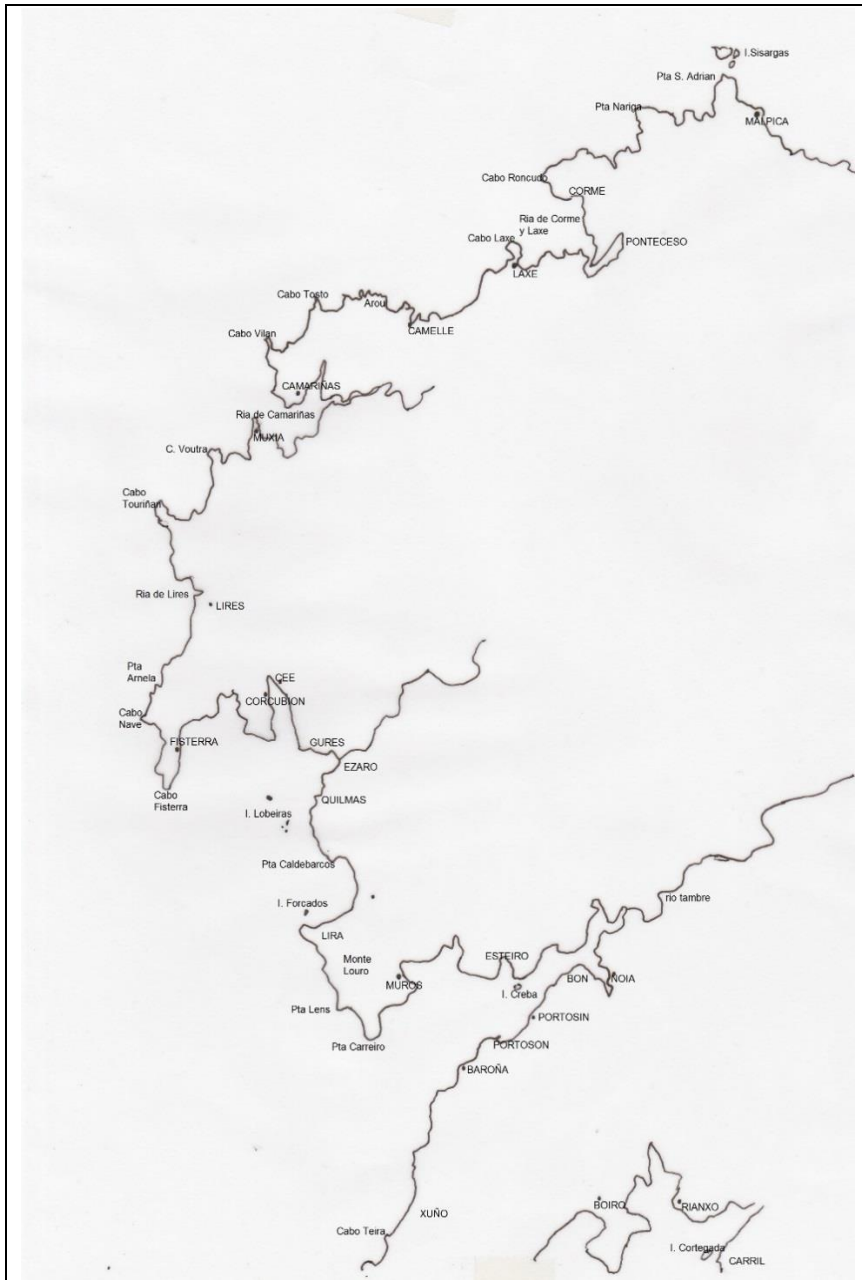 I.Sisargas
Pta S. Adrian
Pta Nariga
MALPICA
Cabo Roncudo
CORME
Ria de Corme
y Laxe
Cabo Laxe
PONTECESO
LAXE
Cabo Tosto
Arou
CAMELLE
Cabo Vilan
CAMARIÑAS
Ria de Camariñas
MUXIA
C. Voutra
Cabo
Touriñan
Ria de Lires
LIRES
Pta
Arnela
CEE
CORCUBION
Cabo
Nave
FISTERRA
GURES
EZARO
Cabo
Fisterra
QUILMAS
I. Lobeiras
Pta Caldebarcos
I. Forcados
rio tambre
LIRA
ESTEIRO
Monte
Louro
MUROS
BON
NOIA
I. Creba
Pta Lens
PORTOSIN
Pta Carreiro
PORTOSON
BAROÑA
BOIRO
RIANXO
XUÑO
Cabo Teira
I. Cortegada
CARRIL